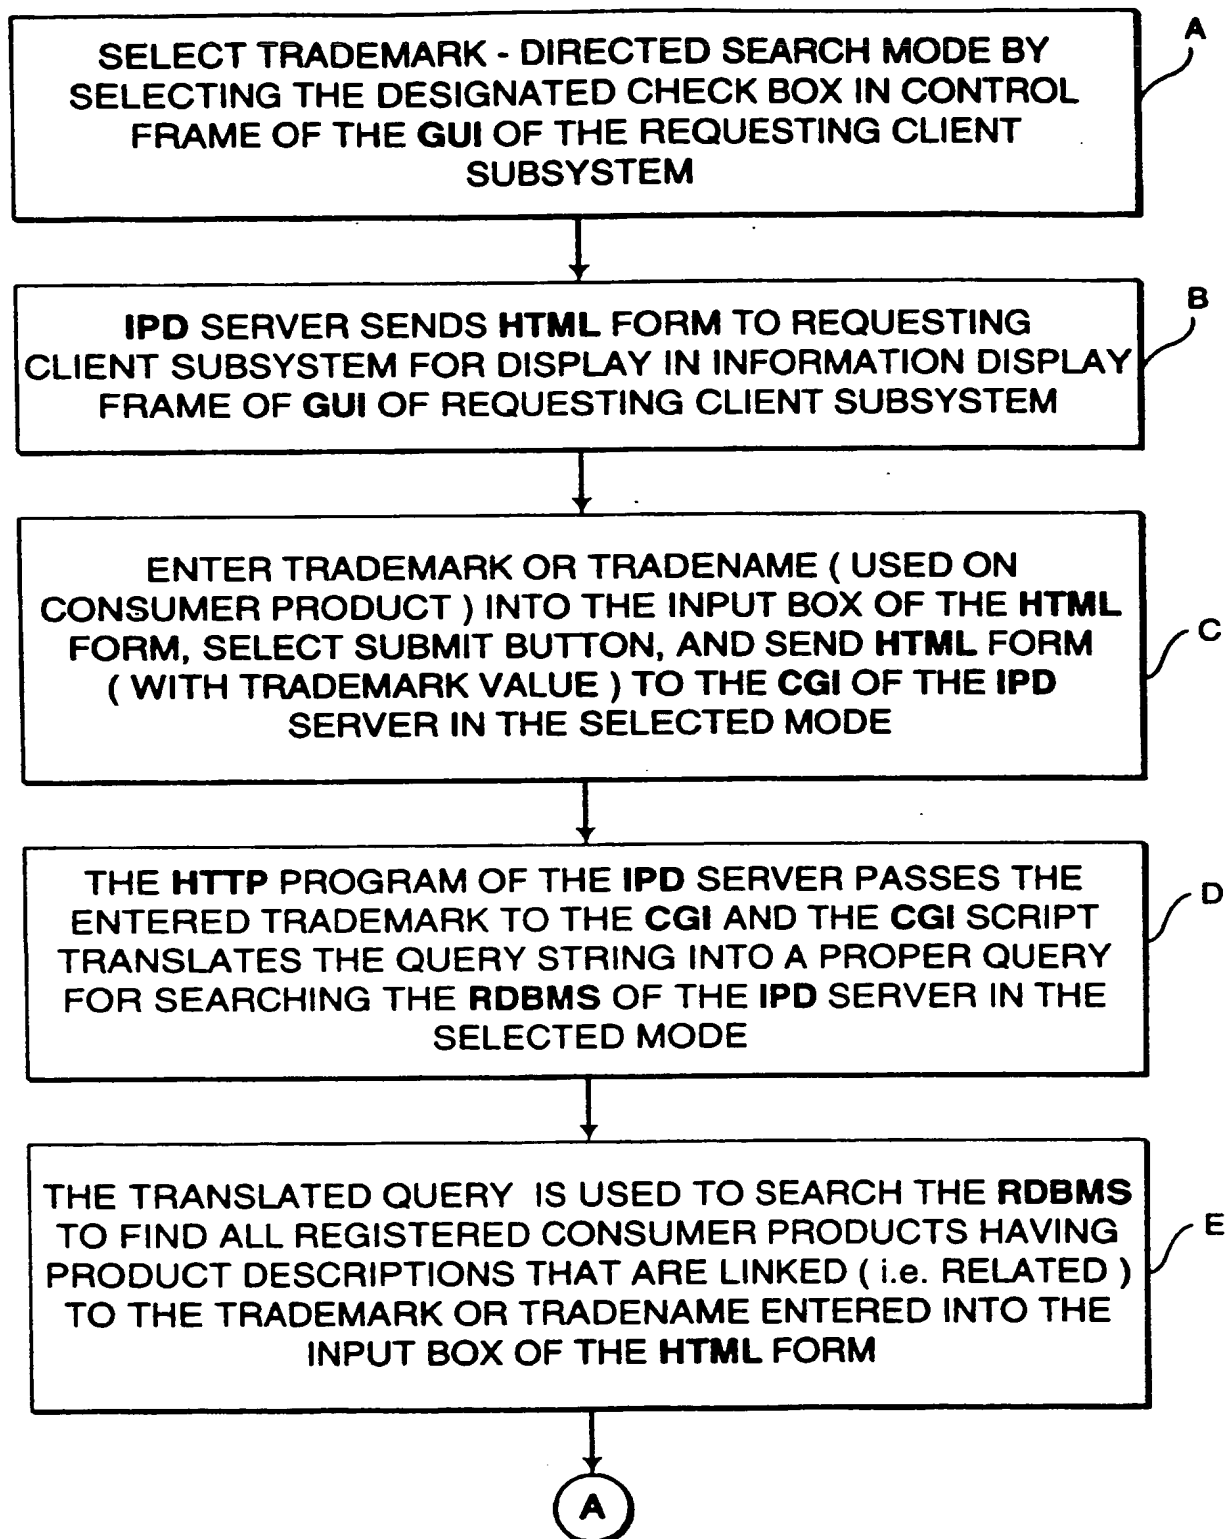 SELECT TRADEMARK - DIRECTED SEARCH MODE BY
SELECTING THE DESIGNATED CHECK BOX IN CONTROL
FRAME OF THE GUI OF THE REQUESTING CLIENT
SUBSYSTEM
A
IPD SERVER SENDS HTML FORM TO REQUESTING
CLIENT SUBSYSTEM FOR DISPLAY IN INFORMATION DISPLAY
FRAME OF GUI OF REQUESTING CLIENT SUBSYSTEM
B
ENTER TRADEMARK OR TRADENAME ( USED ON
CONSUMER PRODUCT ) INTO THE INPUT BOX OF THE HTML
FORM, SELECT SUBMIT BUTTON, AND SEND HTML FORM
( WITH TRADEMARK VALUE ) TO THE CGI OF THE IPD
SERVER IN THE SELECTED MODE
C
THE HTTP PROGRAM OF THE IPD SERVER PASSES THE
ENTERED TRADEMARK TO THE CGI AND THE CGI SCRIPT
TRANSLATES THE QUERY STRING INTO A PROPER QUERY
FOR SEARCHING THE RDBMS OF THE IPD SERVER IN THE
SELECTED MODE
D
THE TRANSLATED QUERY IS USED TO SEARCH THE RDBMS
TO FIND ALL REGISTERED CONSUMER PRODUCTS HAVING
PRODUCT DESCRIPTIONS THAT ARE LINKED ( i.e. RELATED )
TO THE TRADEMARK OR TRADENAME ENTERED INTO THE
INPUT BOX OF THE HTML FORM
E
A